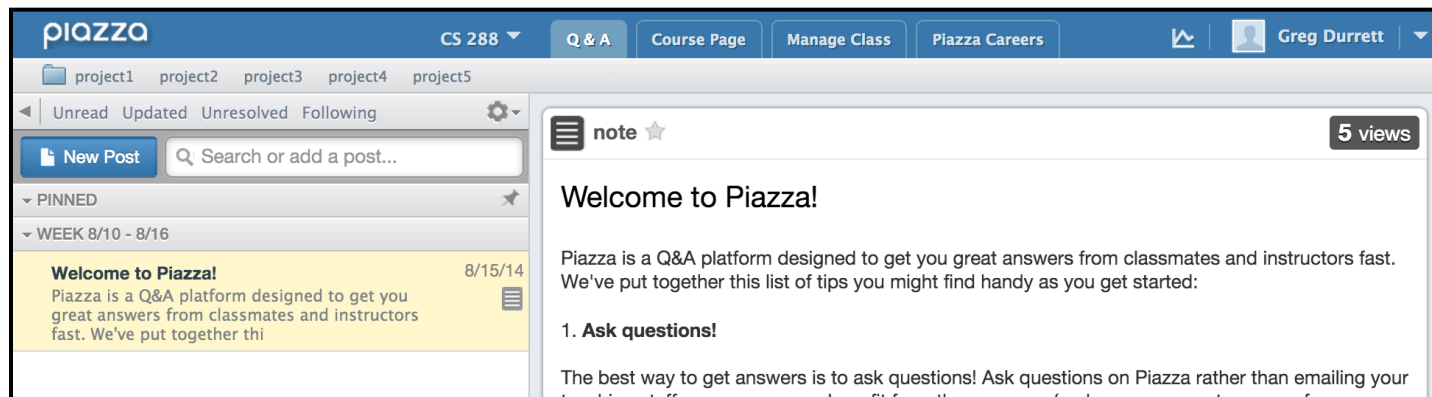 piazza
CS 288
Q & A
Course Page
Manage Class
Piazza Careers
Greg Durrett
project1 project2 project3 project4 project5
Unread Updated Unresolved Following
New Post
Search or add a post...
PINNED
WEEK 8/10 - 8/16
Welcome to Piazza!
8/15/14
Piazza is a Q&A platform designed to get you
great answers from classmates and instructors
fast. We've put together thi
note
5 views
Welcome to Piazza!
Piazza is a Q&A platform designed to get you great answers from classmates and instructors fast.
We've put together this list of tips you might find handy as you get started:
1. Ask questions!
The best way to get answers is to ask questions! Ask questions on Piazza rather than emailing your